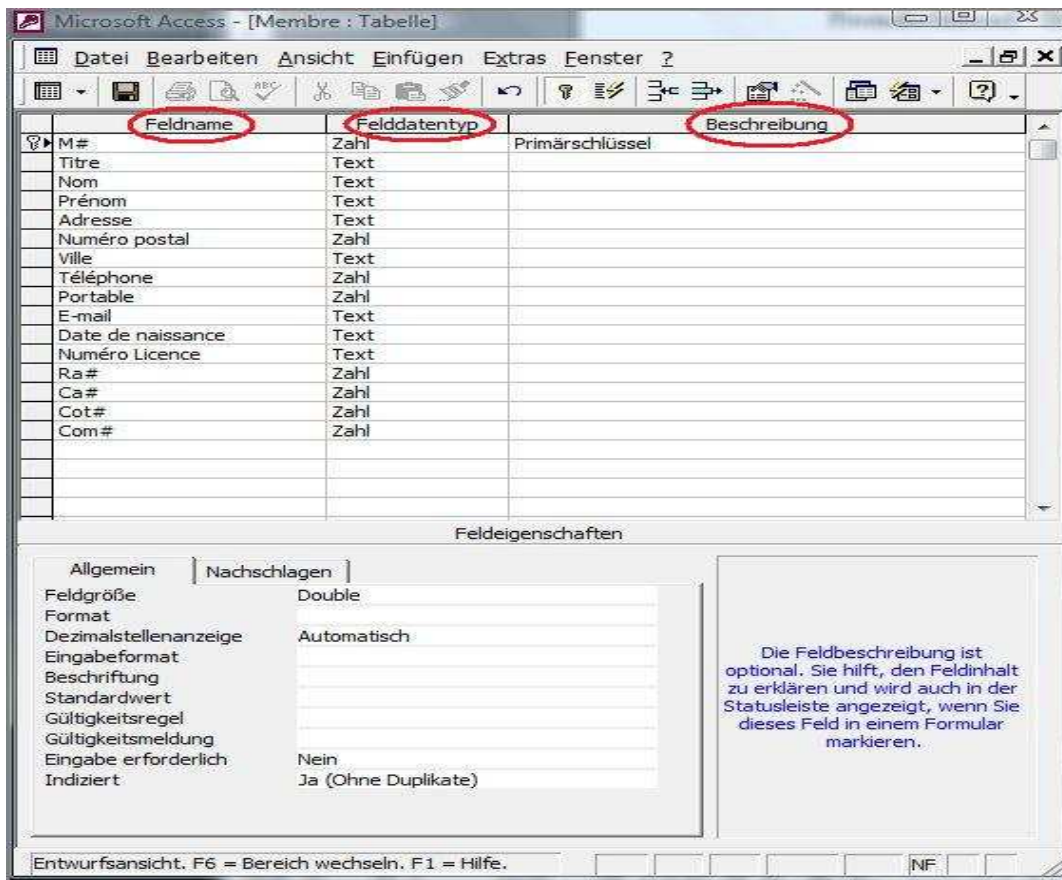 Microsoft Access - [Membre : Tabelle]
Datei Bearbeiten Ansicht Einfügen Extras Fenster ?
Feldname Felddatentyp Beschreibung
M# Zahl Primärschlüssel
Titre Text
Nom Text
Prénom Text
Adresse Text
Numéro postal Zahl
Ville Text
Téléphone Zahl
Portable Zahl
E-mail Text
Date de naissance Text
Numéro Licence Text
Ra# Zahl
Ca# Zahl
Cot# Zahl
Com# Zahl
Feldeigenschaften
Allgemein Nachschlagen
Feldgröße Double
Format
Dezimalstellenanzeige Automatisch
Eingabeformat
Beschriftung
Standardwert
Gültigkeitsregel
Gültigkeitsmeldung
Eingabe erforderlich Nein
Indiziert Ja (Ohne Duplikate)
Die Feldbeschreibung ist
optional. Sie hilft, den Feldinhalt
zu erklären und wird auch in der
Statusleiste angezeigt, wenn Sie
dieses Feld in einem Formular
markieren.
Entwurfsansicht. F6 = Bereich wechseln. F1 = Hilfe. NF